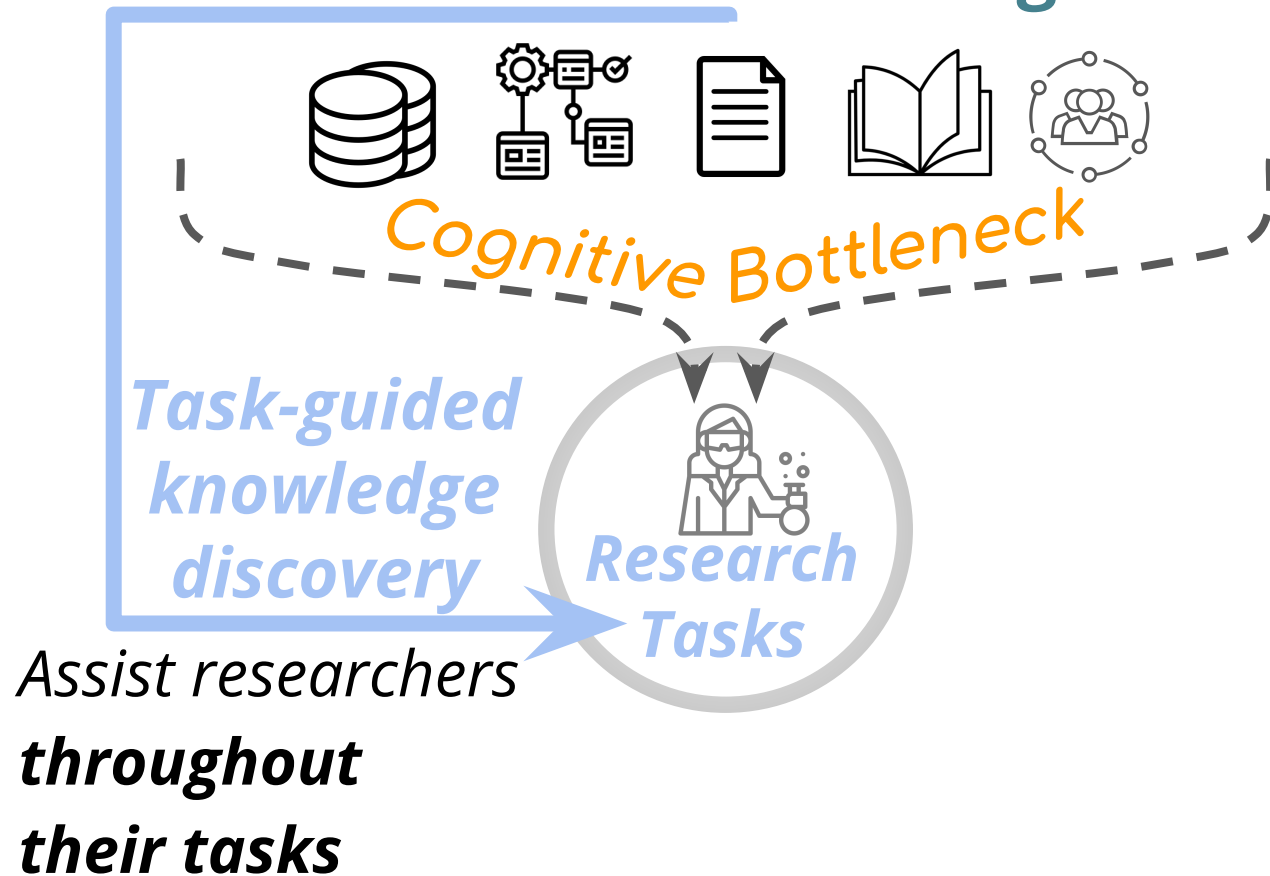 Cognitive Bottleneck
Task-guided
knowledge
discovery
Research
Tasks
Assist researchers
throughout
their tasks